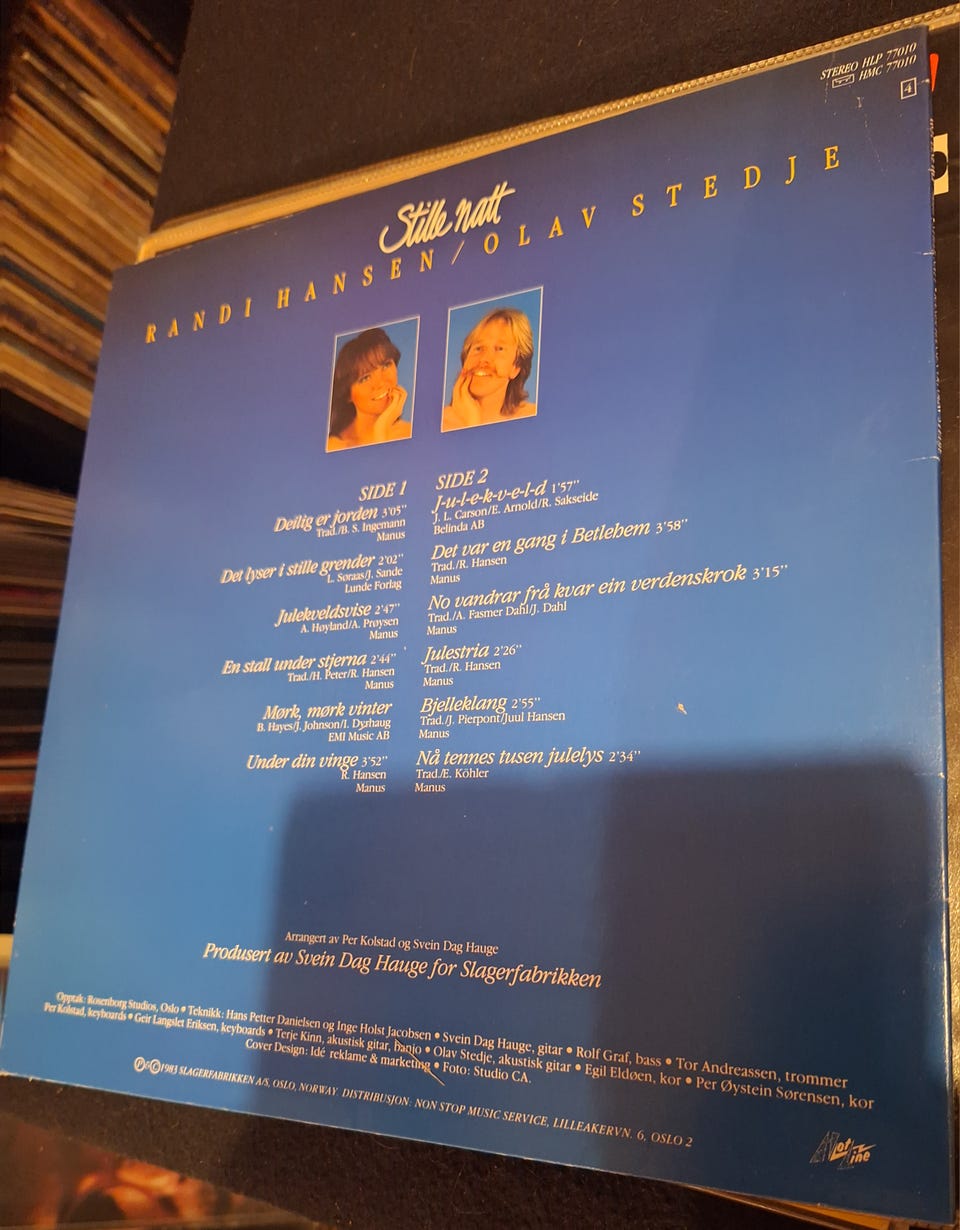 STEREO HLP 77010
HMC 77010
4
Stille natt
RANDI HANSEN/OLAV STEDJE
SIDE 1
Deilig er jorden 3'05"
Trad./B. S. Ingemann
Manus
Det lyser i stille grender 2'02"
L. Søraas/J. Sande
Lunde Forlag
Julekveldsvise 2'47"
A. Høyland/A. Prøysen
Manus
En stall under stjerna 2'44"
Trad./H. Peter/R. Hansen
Manus
Mørk, mørk vinter
B. Hayes/J. Johnson/I. Dyrhaug
EMI Music AB
Under din vinge 3'52"
R. Hansen
Manus
SIDE 2
J-u-l-e-k-v-e-l-d 1'57"
J. L. Carson/E. Arnold/R. Sakseide
Belinda AB
Det var en gang i Betlehem 3'58"
Trad./R. Hansen
Manus
No vandrar frå kvar ein verdenskrok 3'15"
Trad./A. Fasmer Dahl/J. Dahl
Manus
Julestria 2'26"
Trad./R. Hansen
Manus
Bjelleklang 2'55"
Trad./J. Pierpont/Juul Hansen
Manus
Nå tennes tusen julelys 2'34"
Trad./E. Köhler
Manus
Arrangert av Per Kolstad og Svein Dag Hauge
Produsert av Svein Dag Hauge for Slagerfabrikken
Opptak: Rosenborg Studios, Oslo • Teknikk: Hans Petter Danielsen og Inge Holst Jacobsen • Svein Dag Hauge, gitar • Rolf Graf, bass • Tor Andreassen, trommer
Per Kolstad, keyboards • Geir Langslet Eriksen, keyboards • Terje Kinn, akustisk gitar, banjo • Olav Stedje, akustisk gitar • Egil Eldøen, kor • Per Øystein Sørensen, kor
Cover Design: Idé reklame & marketing • Foto: Studio CA.
℗©1985 SLAGERFABRIKKEN A/S, OSLO, NORWAY. DISTRIBUSJON: NON STOP MUSIC SERVICE, LILLEAKERVN. 6, OSLO 2
Hot Line